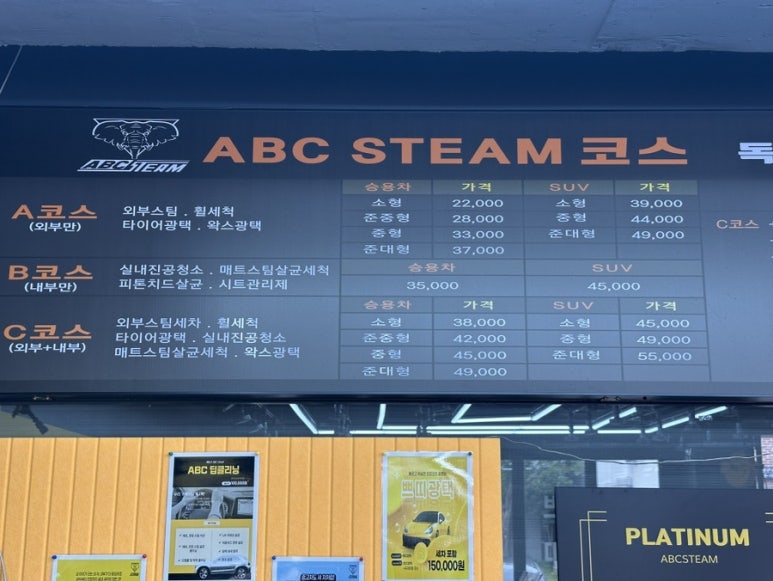 ABC STEAM
ABC STEAM 코스
독
승용차 가격 SUV 가격
A코스
(외부만)
외부스팀 . 휠세척
타이어광택 . 왁스광택
소형 22,000 소형 39,000
준중형 28,000 중형 44,000
중형 33,000 준대형 49,000
준대형 37,000
C코스
B코스
(내부만)
실내진공청소 . 매트스팀살균세척
피톤치드살균 . 시트관리제
승용차 SUV
35,000 45,000
C코스
(외부+내부)
외부스팀세차 . 휠세척
타이어광택 . 실내진공청소
매트스팀살균세척 . 왁스광택
승용차 가격 SUV 가격
소형 38,000 소형 45,000
준중형 42,000 중형 49,000
중형 45,000 준대형 55,000
준대형 49,000
ABC 딥클리닝
쁘띠광택
세차 포함
150,000원
PLATINUM
ABCSTEAM